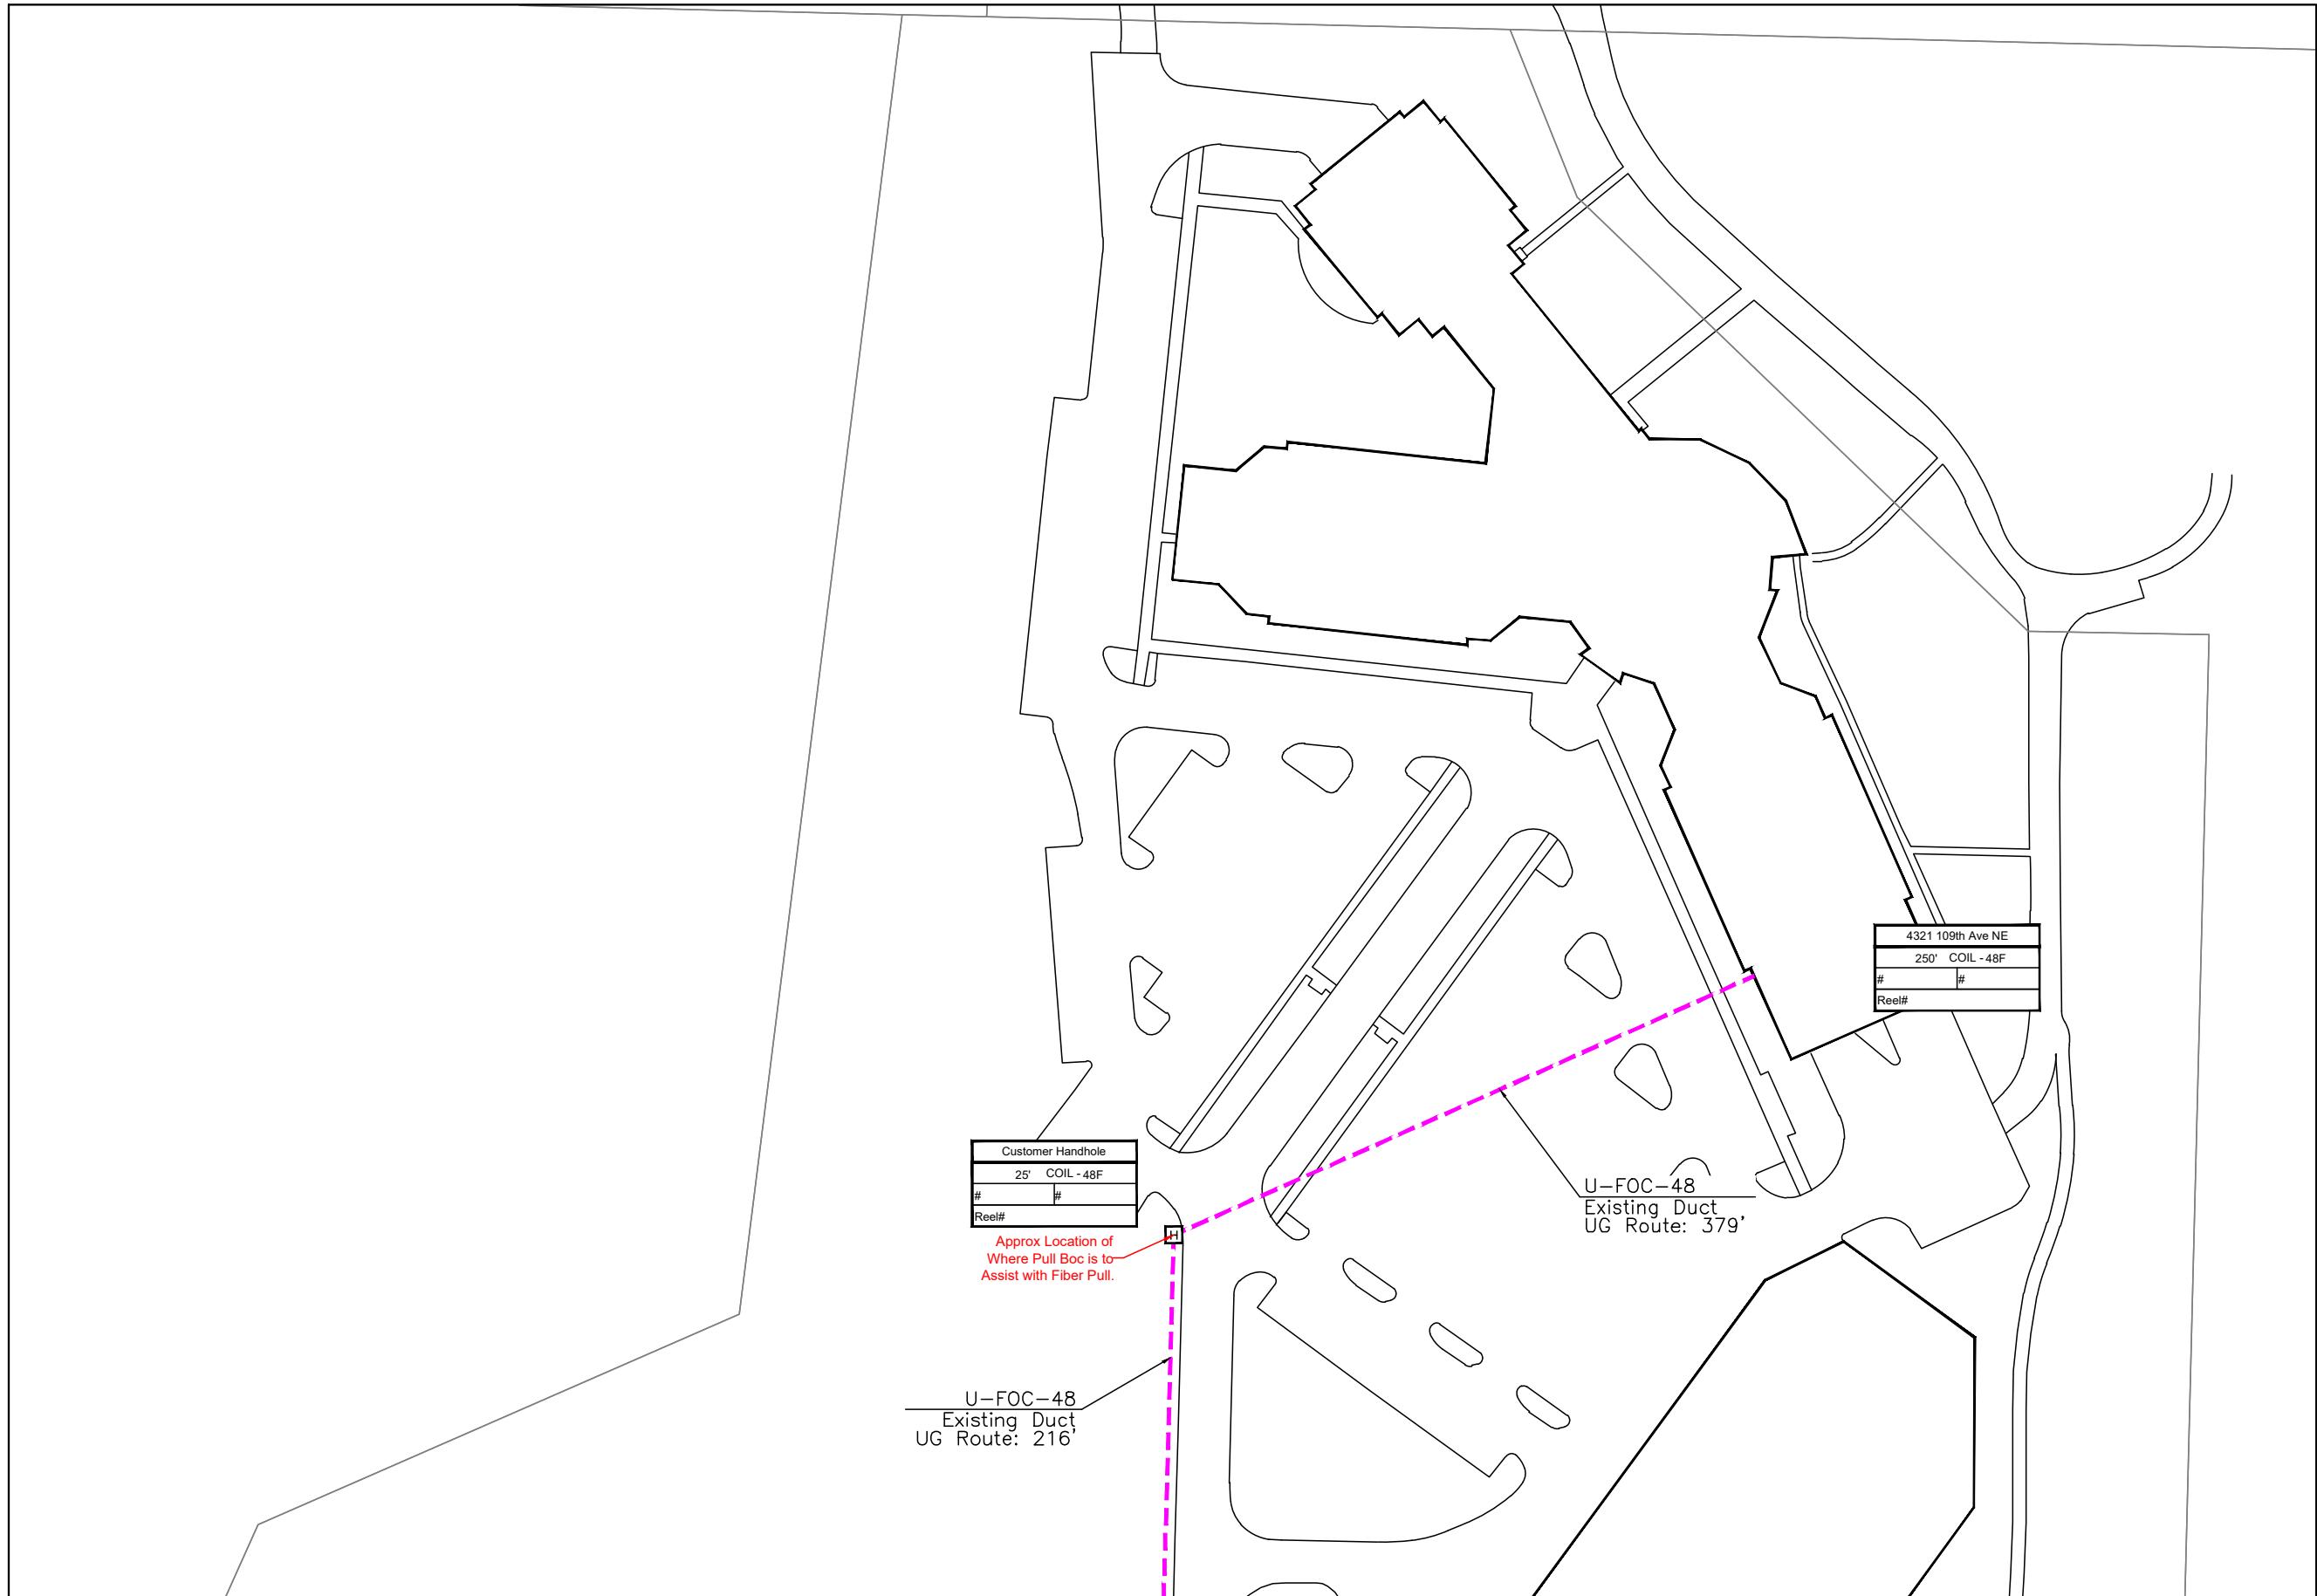 4321 109th Ave NE
250' COIL - 48F
# #
Reel#
Customer Handhole
25' COIL - 48F
# #
Reel#
H
Approx Location of
Where Pull Boc is to
Assist with Fiber Pull.
U-FOC-48
Existing Duct
UG Route: 379'
U-FOC-48
Existing Duct
UG Route: 216'